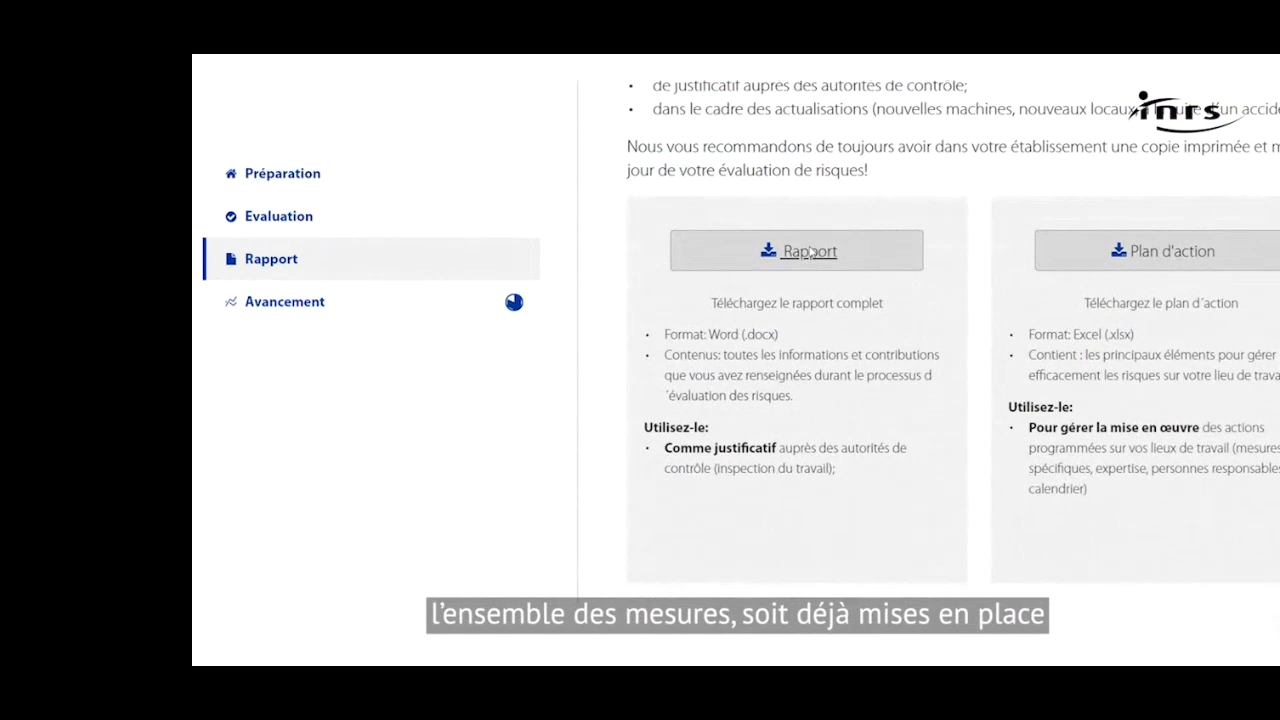 de justificatif auprès des autorités de contrôle;
dans le cadre des actualisations (nouvelles machines, nouveaux locaux, à la suite d'un accide
inrs
Nous vous recommandons de toujours avoir dans votre établissement une copie imprimée et m
jour de votre évaluation de risques!
Préparation
Evaluation
Rapport
Avancement
Rapport
Téléchargez le rapport complet
Format: Word (.docx)
Contenus: toutes les informations et contributions
que vous avez renseignées durant le processus d
´évaluation des risques.
Utilisez-le:
Comme justificatif auprès des autorités de
contrôle (inspection du travail);
Plan d'action
Téléchargez le plan d´action
Format: Excel (.xlsx)
Contient : les principaux éléments pour gérer
efficacement les risques sur votre lieu de trava
Utilisez-le:
Pour gérer la mise en œuvre des actions
programmées sur vos lieux de travail (mesures
spécifiques, expertise, personnes responsables
calendrier)
l'ensemble des mesures, soit déjà mises en place